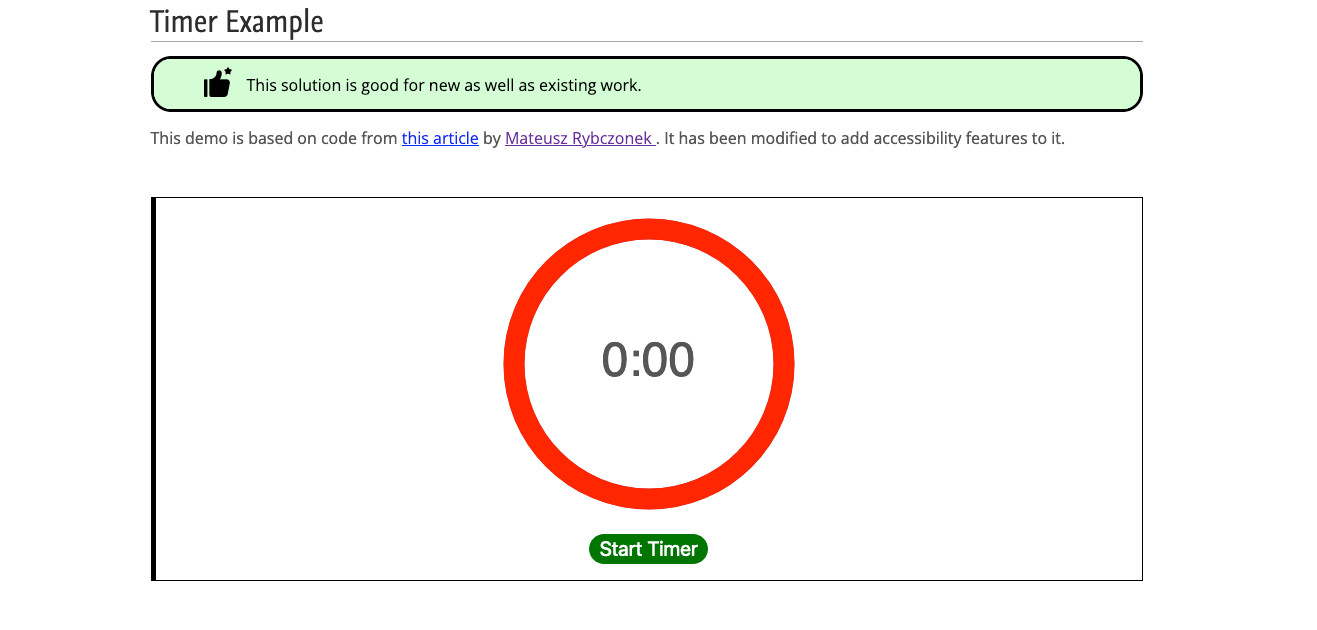 Timer Example
This solution is good for new as well as existing work.
This demo is based on code from this article by Mateusz Rybczonek . It has been modified to add accessibility features to it.
0:00
Start Timer